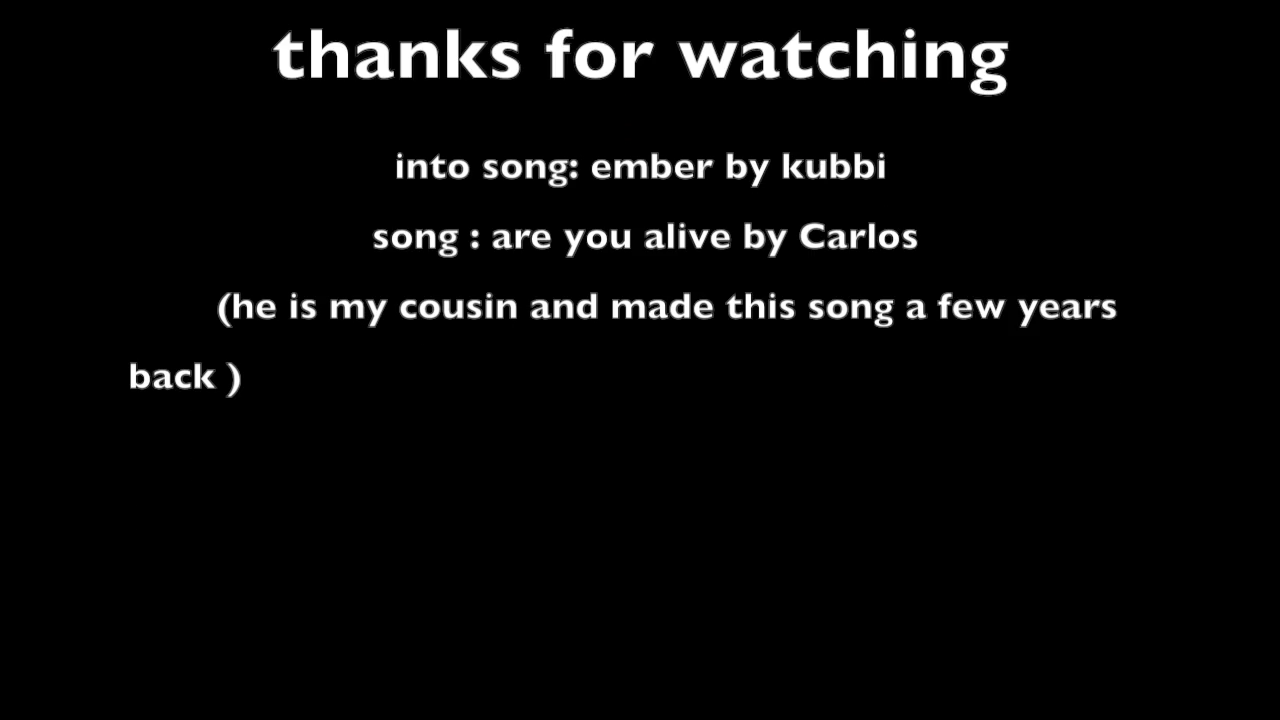 thanks for watching
into song: ember by kubbi
song : are you alive by Carlos
(he is my cousin and made this song a few years
back )